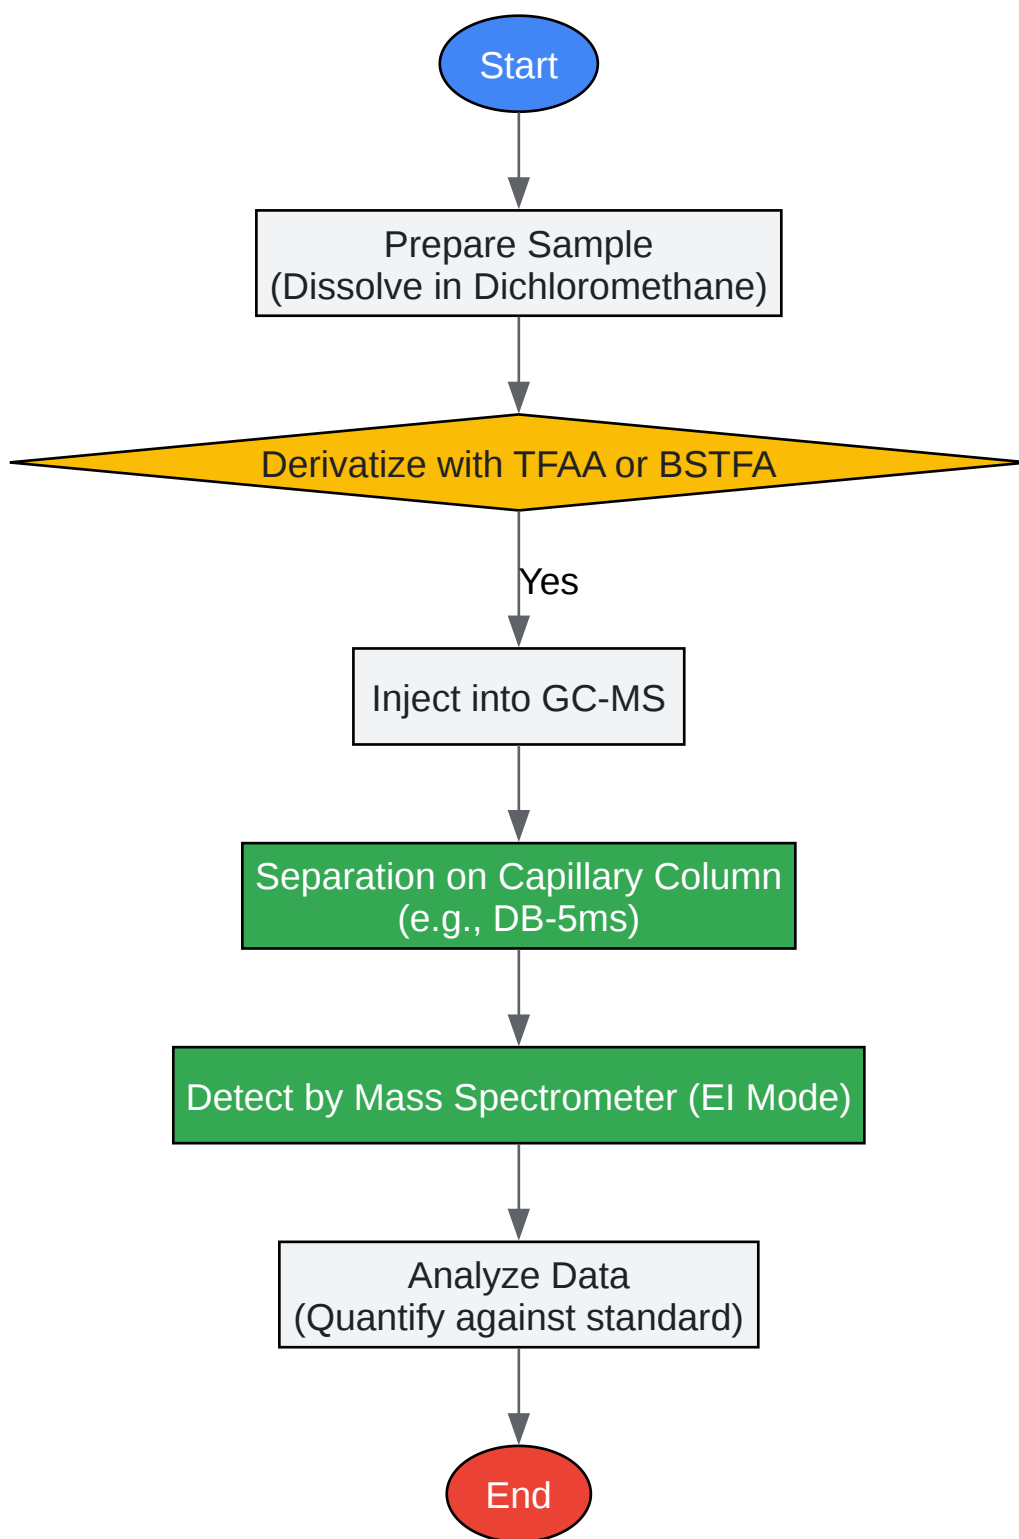 Start
Prepare Sample
(Dissolve in Dichloromethane)
Derivatize with TFAA or BSTFA
Yes
Inject into GC-MS
Separation on Capillary Column
(e.g., DB-5ms)
Detect by Mass Spectrometer (EI Mode)
Analyze Data
(Quantify against standard)
End